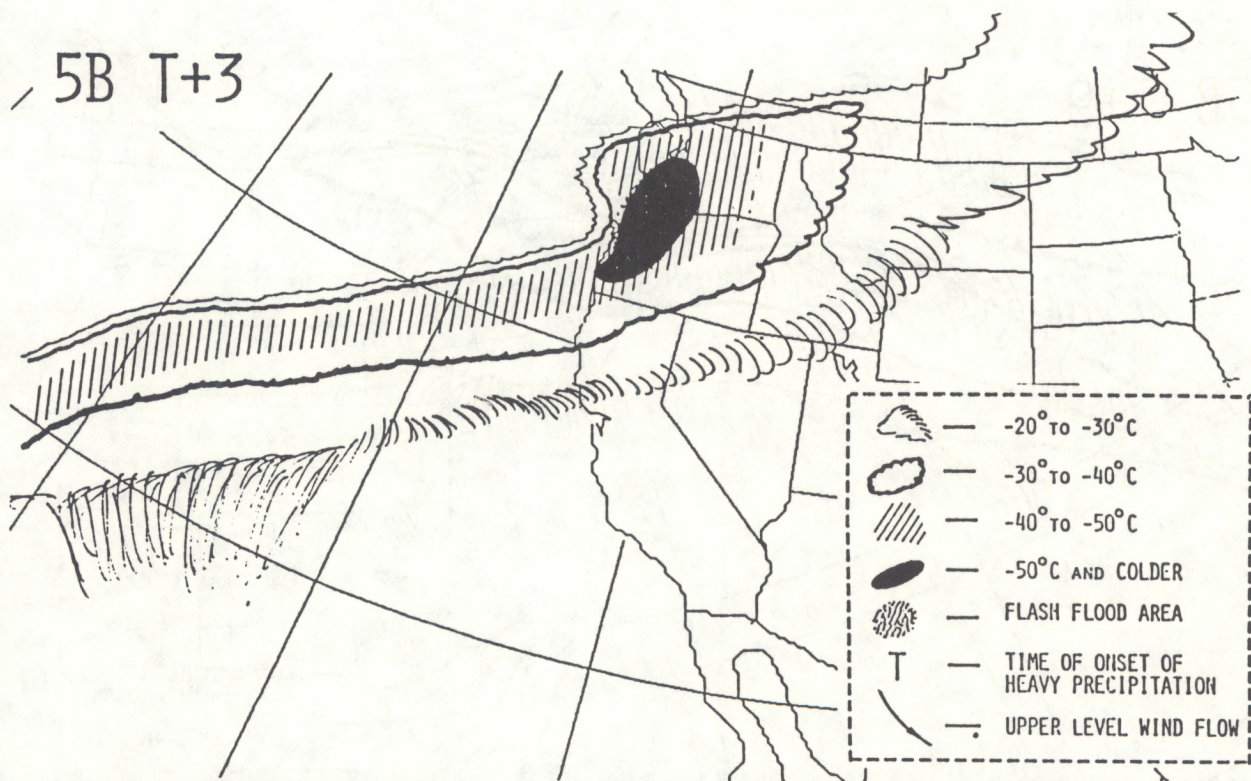 5B T+3
-20° TO -30°C
-30° TO -40°C
-40° TO -50°C
-50°C AND COLDER
FLASH FLOOD AREA
T
TIME OF ONSET OF
HEAVY PRECIPITATION
UPPER LEVEL WIND FLOW